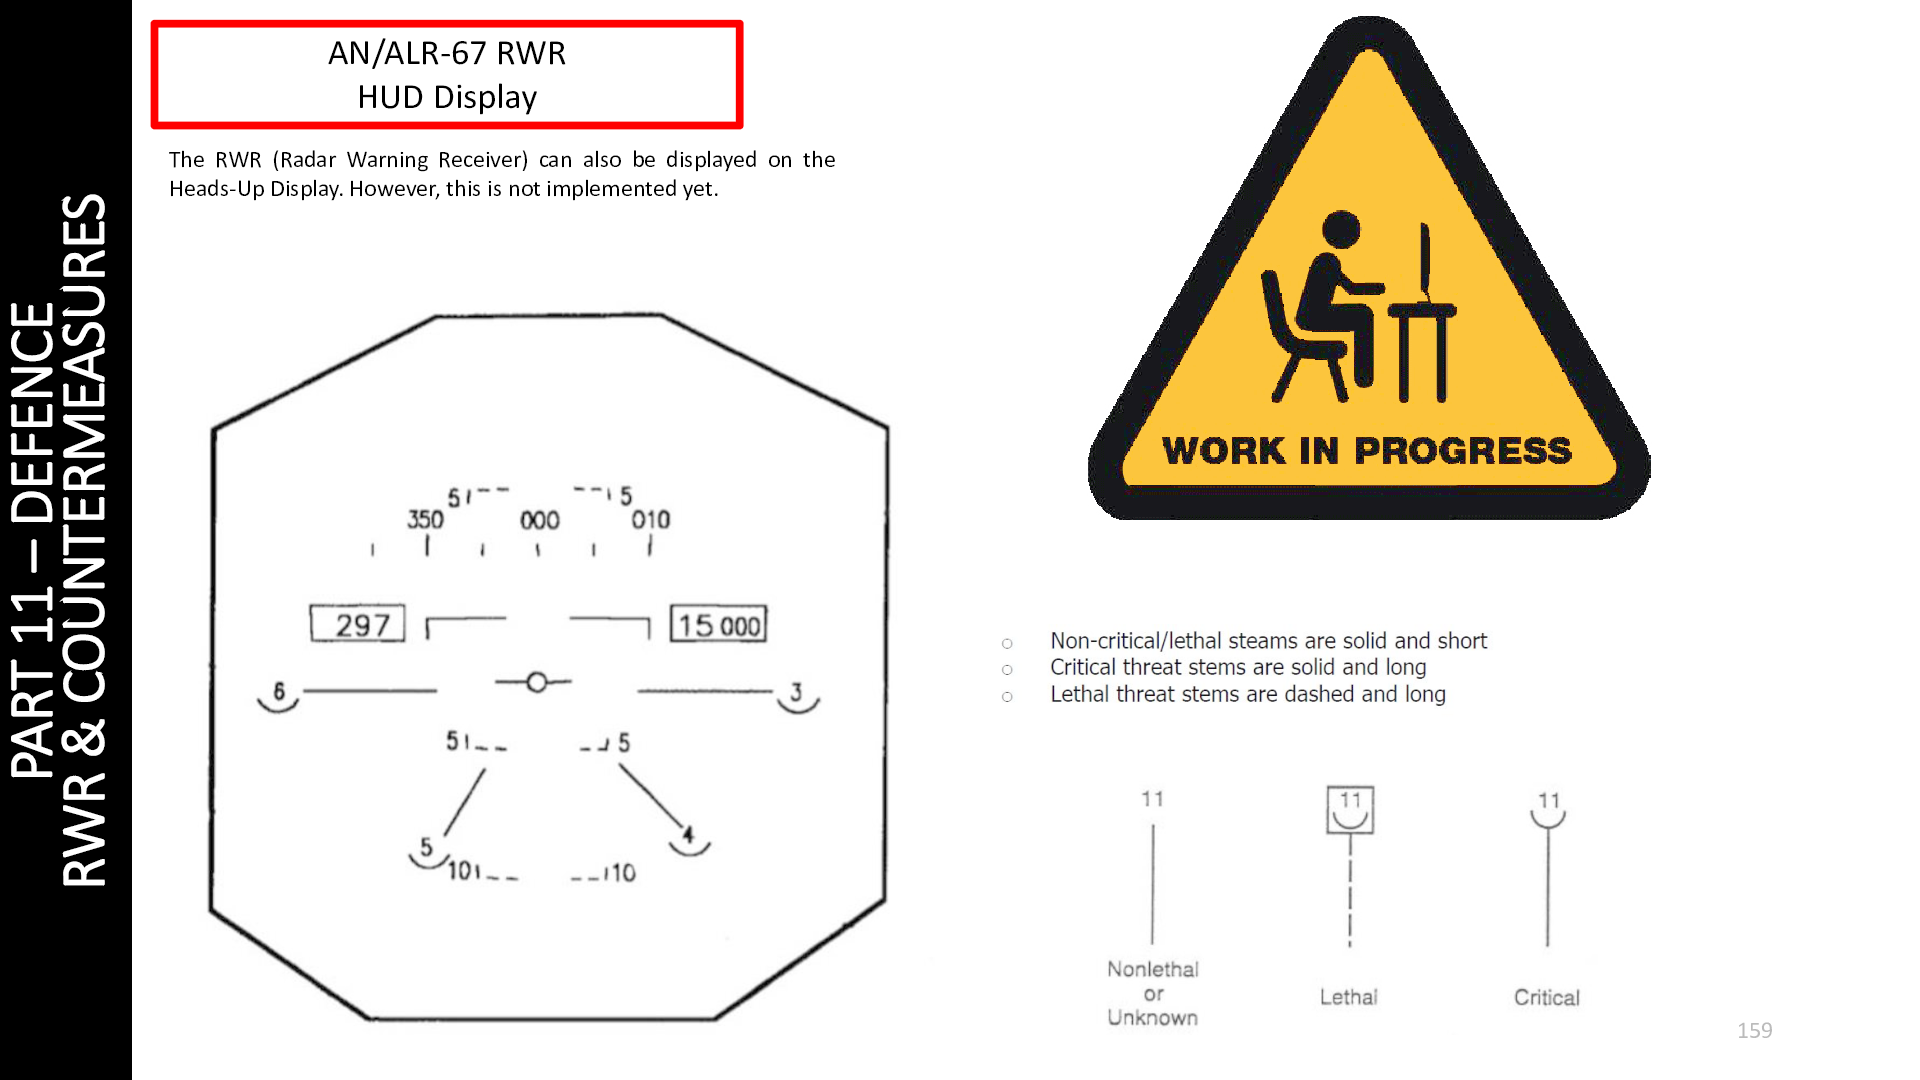 PART 11 – DEFENCE
RWR & COUNTERMEASURES
AN/ALR-67 RWR
HUD Display
The RWR (Radar Warning Receiver) can also be displayed on the
Heads-Up Display. However, this is not implemented yet.
WORK IN PROGRESS
5 5
350 000 010
297 15 000
6 3
5 5
5 4
10 10
Non-critical/lethal steams are solid and short
Critical threat stems are solid and long
Lethal threat stems are dashed and long
11 11 11
Nonlethal
or
Unknown
Lethal
Critical
159